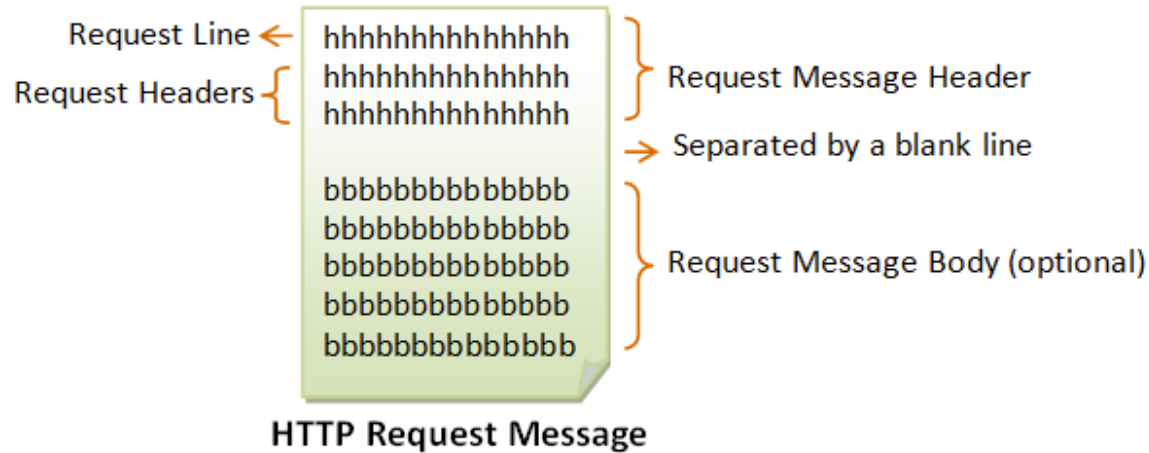 Request Line
hhhhhhhhhhhhhh
Request Headers
hhhhhhhhhhhhhh
hhhhhhhhhhhhhh
Request Message Header
Separated by a blank line
bbbbbbbbbbbbbb
bbbbbbbbbbbbbb
bbbbbbbbbbbbbb
bbbbbbbbbbbbbb
bbbbbbbbbbbbbb
Request Message Body (optional)
HTTP Request Message